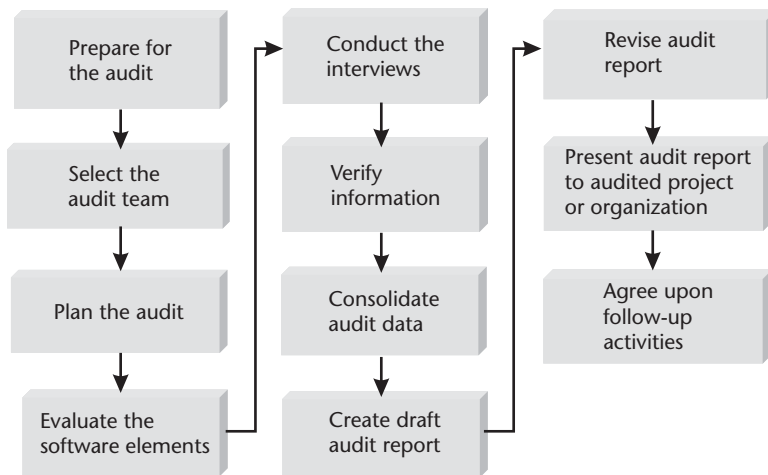 Prepare for
the audit
Select the
audit team
Plan the audit
Evaluate the
software elements
Conduct the
interviews
Verify
information
Consolidate
audit data
Create draft
audit report
Revise audit
report
Present audit report
to audited project
or organization
Agree upon
follow-up
activities